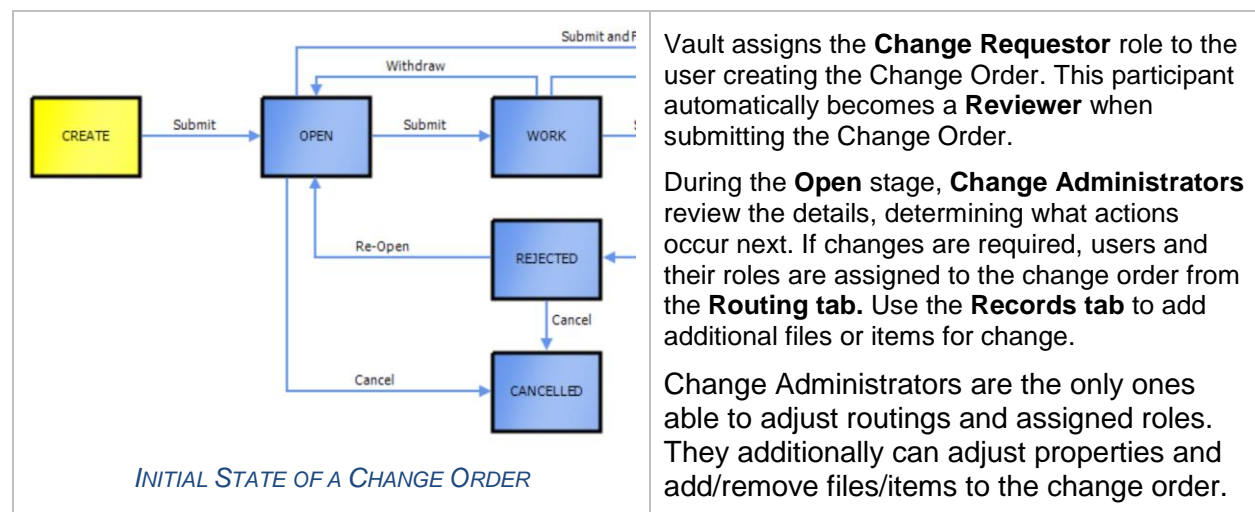 Submit and F
Withdraw
CREATE
Submit
OPEN
Submit
WORK
Re-Open
REJECTED
Cancel
Cancel
CANCELLED
INITIAL STATE OF A CHANGE ORDER
Vault assigns the Change Requestor role to the
user creating the Change Order. This participant
automatically becomes a Reviewer when
submitting the Change Order.
During the Open stage, Change Administrators
review the details, determining what actions
occur next. If changes are required, users and
their roles are assigned to the change order from
the Routing tab. Use the Records tab to add
additional files or items for change.
Change Administrators are the only ones
able to adjust routings and assigned roles.
They additionally can adjust properties and
add/remove files/items to the change order.